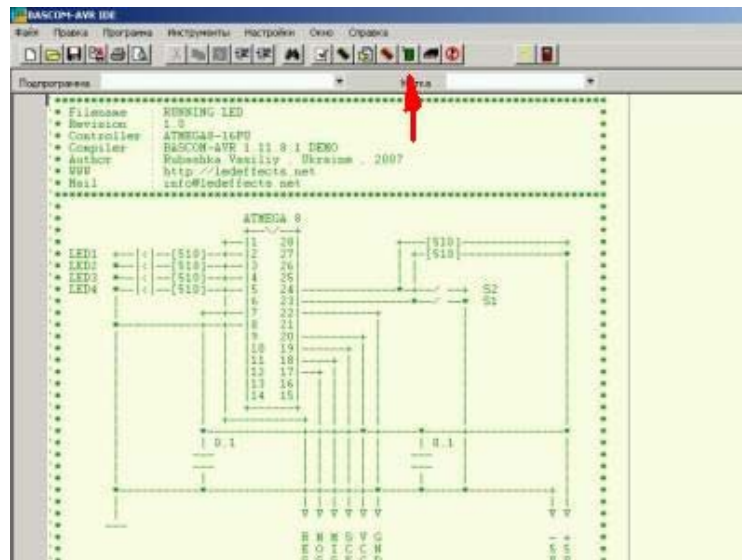 BASCOM-AVR IDE
Файл Правка Программа Инструменты Настройки Окно Справка
Подпрограмма
Filename RUNNING LED
Revision 1.0
Controller ATMEGA8-16PU
Compiler BASCOM-AVR 1.11.8.1 DEMO
Author Rubashka Vasiliy . Ukraine . 2007
WWW http://ledeffects.net
Mail info@ledeffects.net
ATMEGA 8
1 28 [510]
LED1 [510] 2 27 [510]
LED2 [510] 3 26
LED3 [510] 4 25
LED4 [510] 5 24 S2
6 23 S1
7 22
8 21
9 20
10 19
11 18
12 17
13 16
14 15
0.1 0.1